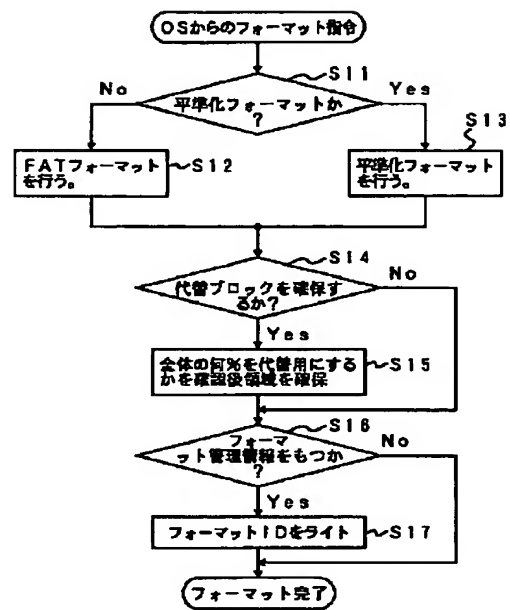 OSからのフォーマット指令
S11
No
Yes
平準化フォーマットか
?
S13
FATフォーマット
を行う。
S12
平準化フォーマット
を行う。
S14
No
代替ブロックを確保す
るか?
Yes
全体の何%を代替用にする
かを確認後領域を確保
S15
S16
フォーマ
ット管理情報をもつか
?
No
Yes
フォーマットIDをライト
S17
フォーマット完了